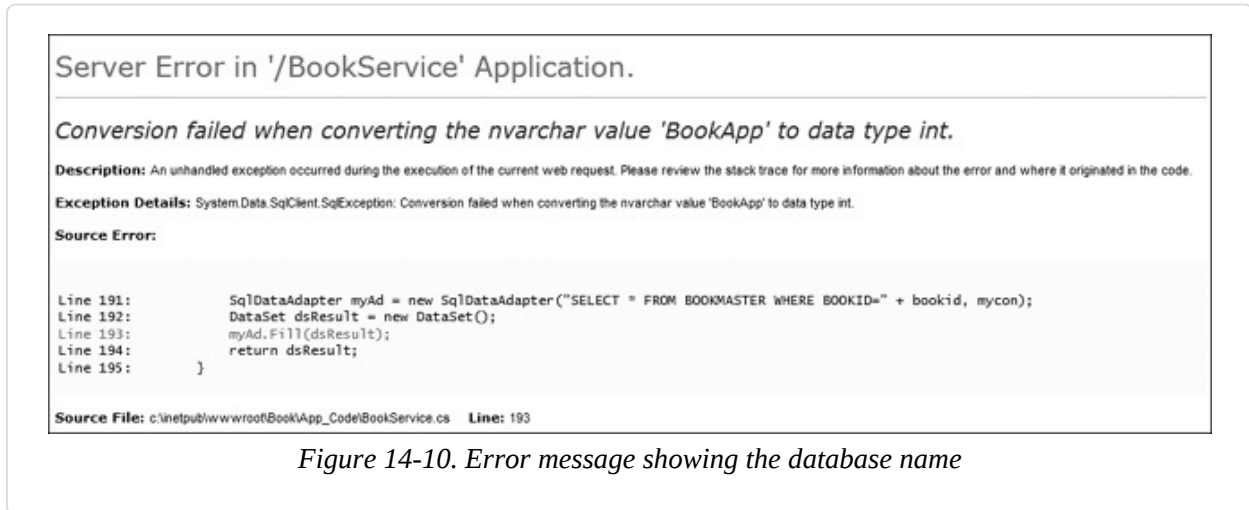 Server Error in '/BookService' Application.
Conversion failed when converting the nvarchar value 'BookApp' to data type int.
Description: An unhandled exception occurred during the execution of the current web request. Please review the stack trace for more information about the error and where it originated in the code.
Exception Details: System.Data.SqlClient.SqlException: Conversion failed when converting the nvarchar value 'BookApp' to data type int.
Source Error:
Line 191: SqlDataAdapter myAd = new SqlDataAdapter("SELECT * FROM BOOKMASTER WHERE BOOKID=" + bookid, mycon);
Line 192: DataSet dsResult = new DataSet();
Line 193: myAd.Fill(dsResult);
Line 194: return dsResult;
Line 195: }
Source File: c:\inetpub\wwwroot\Book\App_Code\BookService.cs Line: 193
Figure 14-10. Error message showing the database name